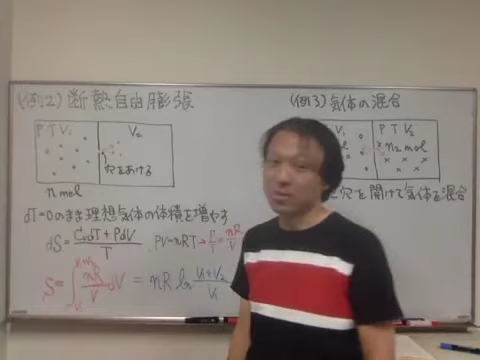 (例2) 断熱自由膨張
P T V₁
V₂
穴をあける
n mol
dT=0のまま理想気体の体積を増やす
dS = CvdT + PdV / T , PV=nRT → P/T = nR/V
S = ∫ nR/V dV = nR ln V₁+V₂ / V₁
(例3) 気体の混合
V₁
P T V₂
n₂ mol
穴を開けて気体を混合